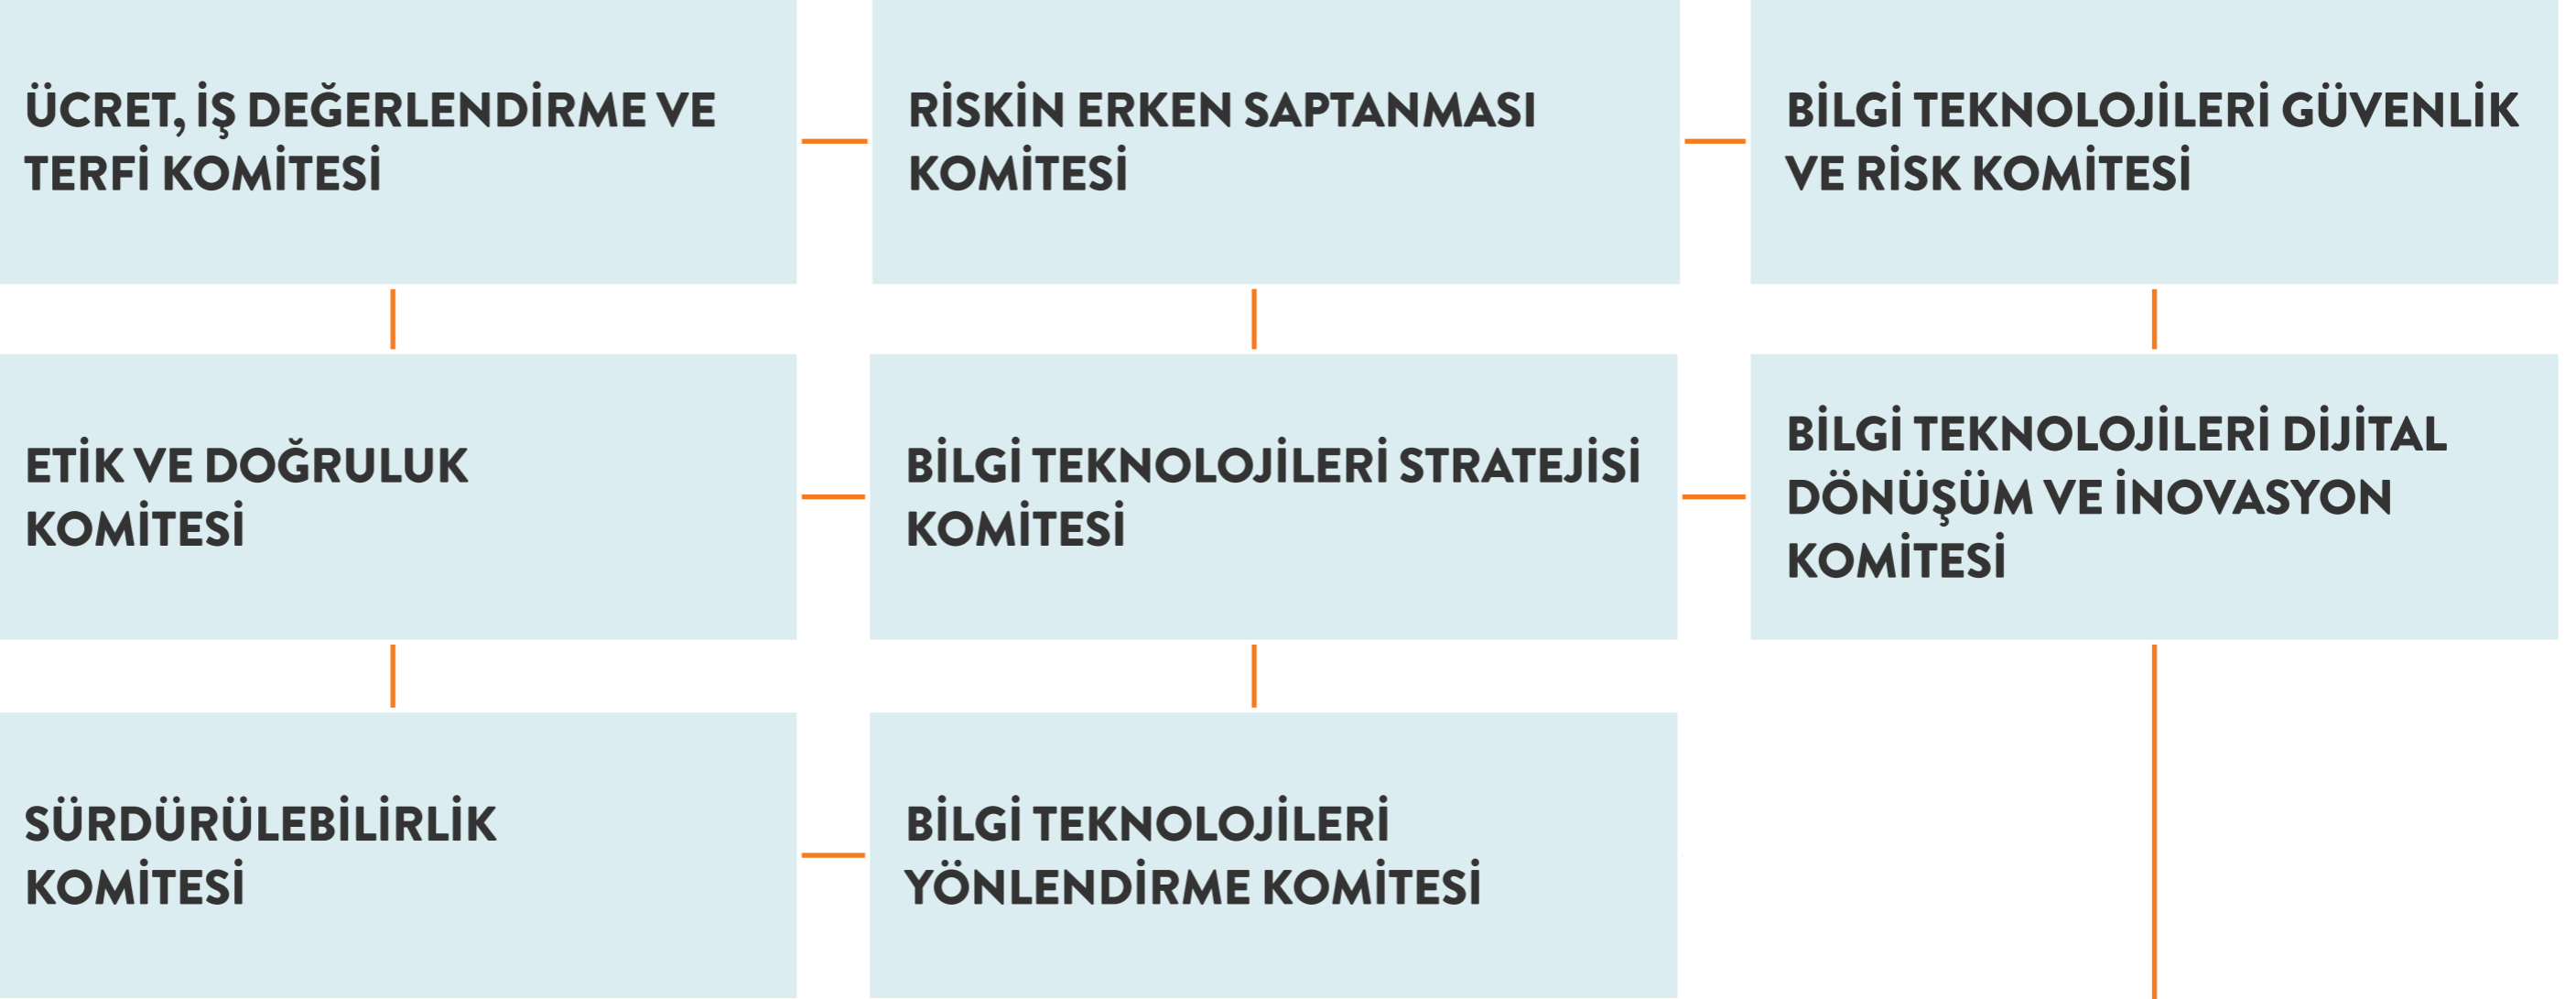 ÜCRET, İŞ DEĞERLENDİRME VE
TERFİ KOMİTESİ
RİSKİN ERKEN SAPTANMASI
KOMİTESİ
BİLGİ TEKNOLOJİLERİ GÜVENLİK
VE RİSK KOMİTESİ
ETİK VE DOĞRULUK
KOMİTESİ
BİLGİ TEKNOLOJİLERİ STRATEJİSİ
KOMİTESİ
BİLGİ TEKNOLOJİLERİ DİJİTAL
DÖNÜŞÜM VE İNOVASYON
KOMİTESİ
SÜRDÜRÜLEBİLİRLİK
KOMİTESİ
BİLGİ TEKNOLOJİLERİ
YÖNLENDİRME KOMİTESİ